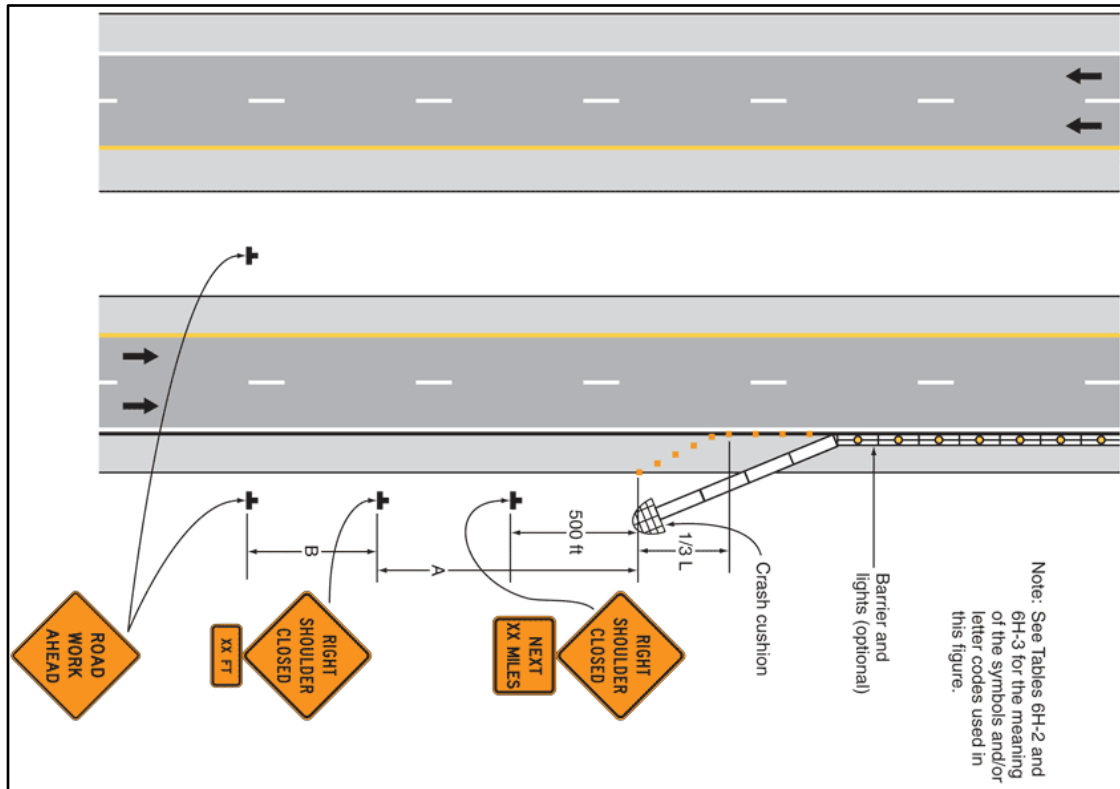 Note: See Tables 6H-2 and
6H-3 for the meaning
of the symbols and/or
letter codes used in
this figure.
Barrier and
lights (optional)
Crash cushion
1/3 L
500 ft
A
B
RIGHT
SHOULDER
CLOSED
NEXT
XX MILES
RIGHT
SHOULDER
CLOSED
XX FT
ROAD
WORK
AHEAD